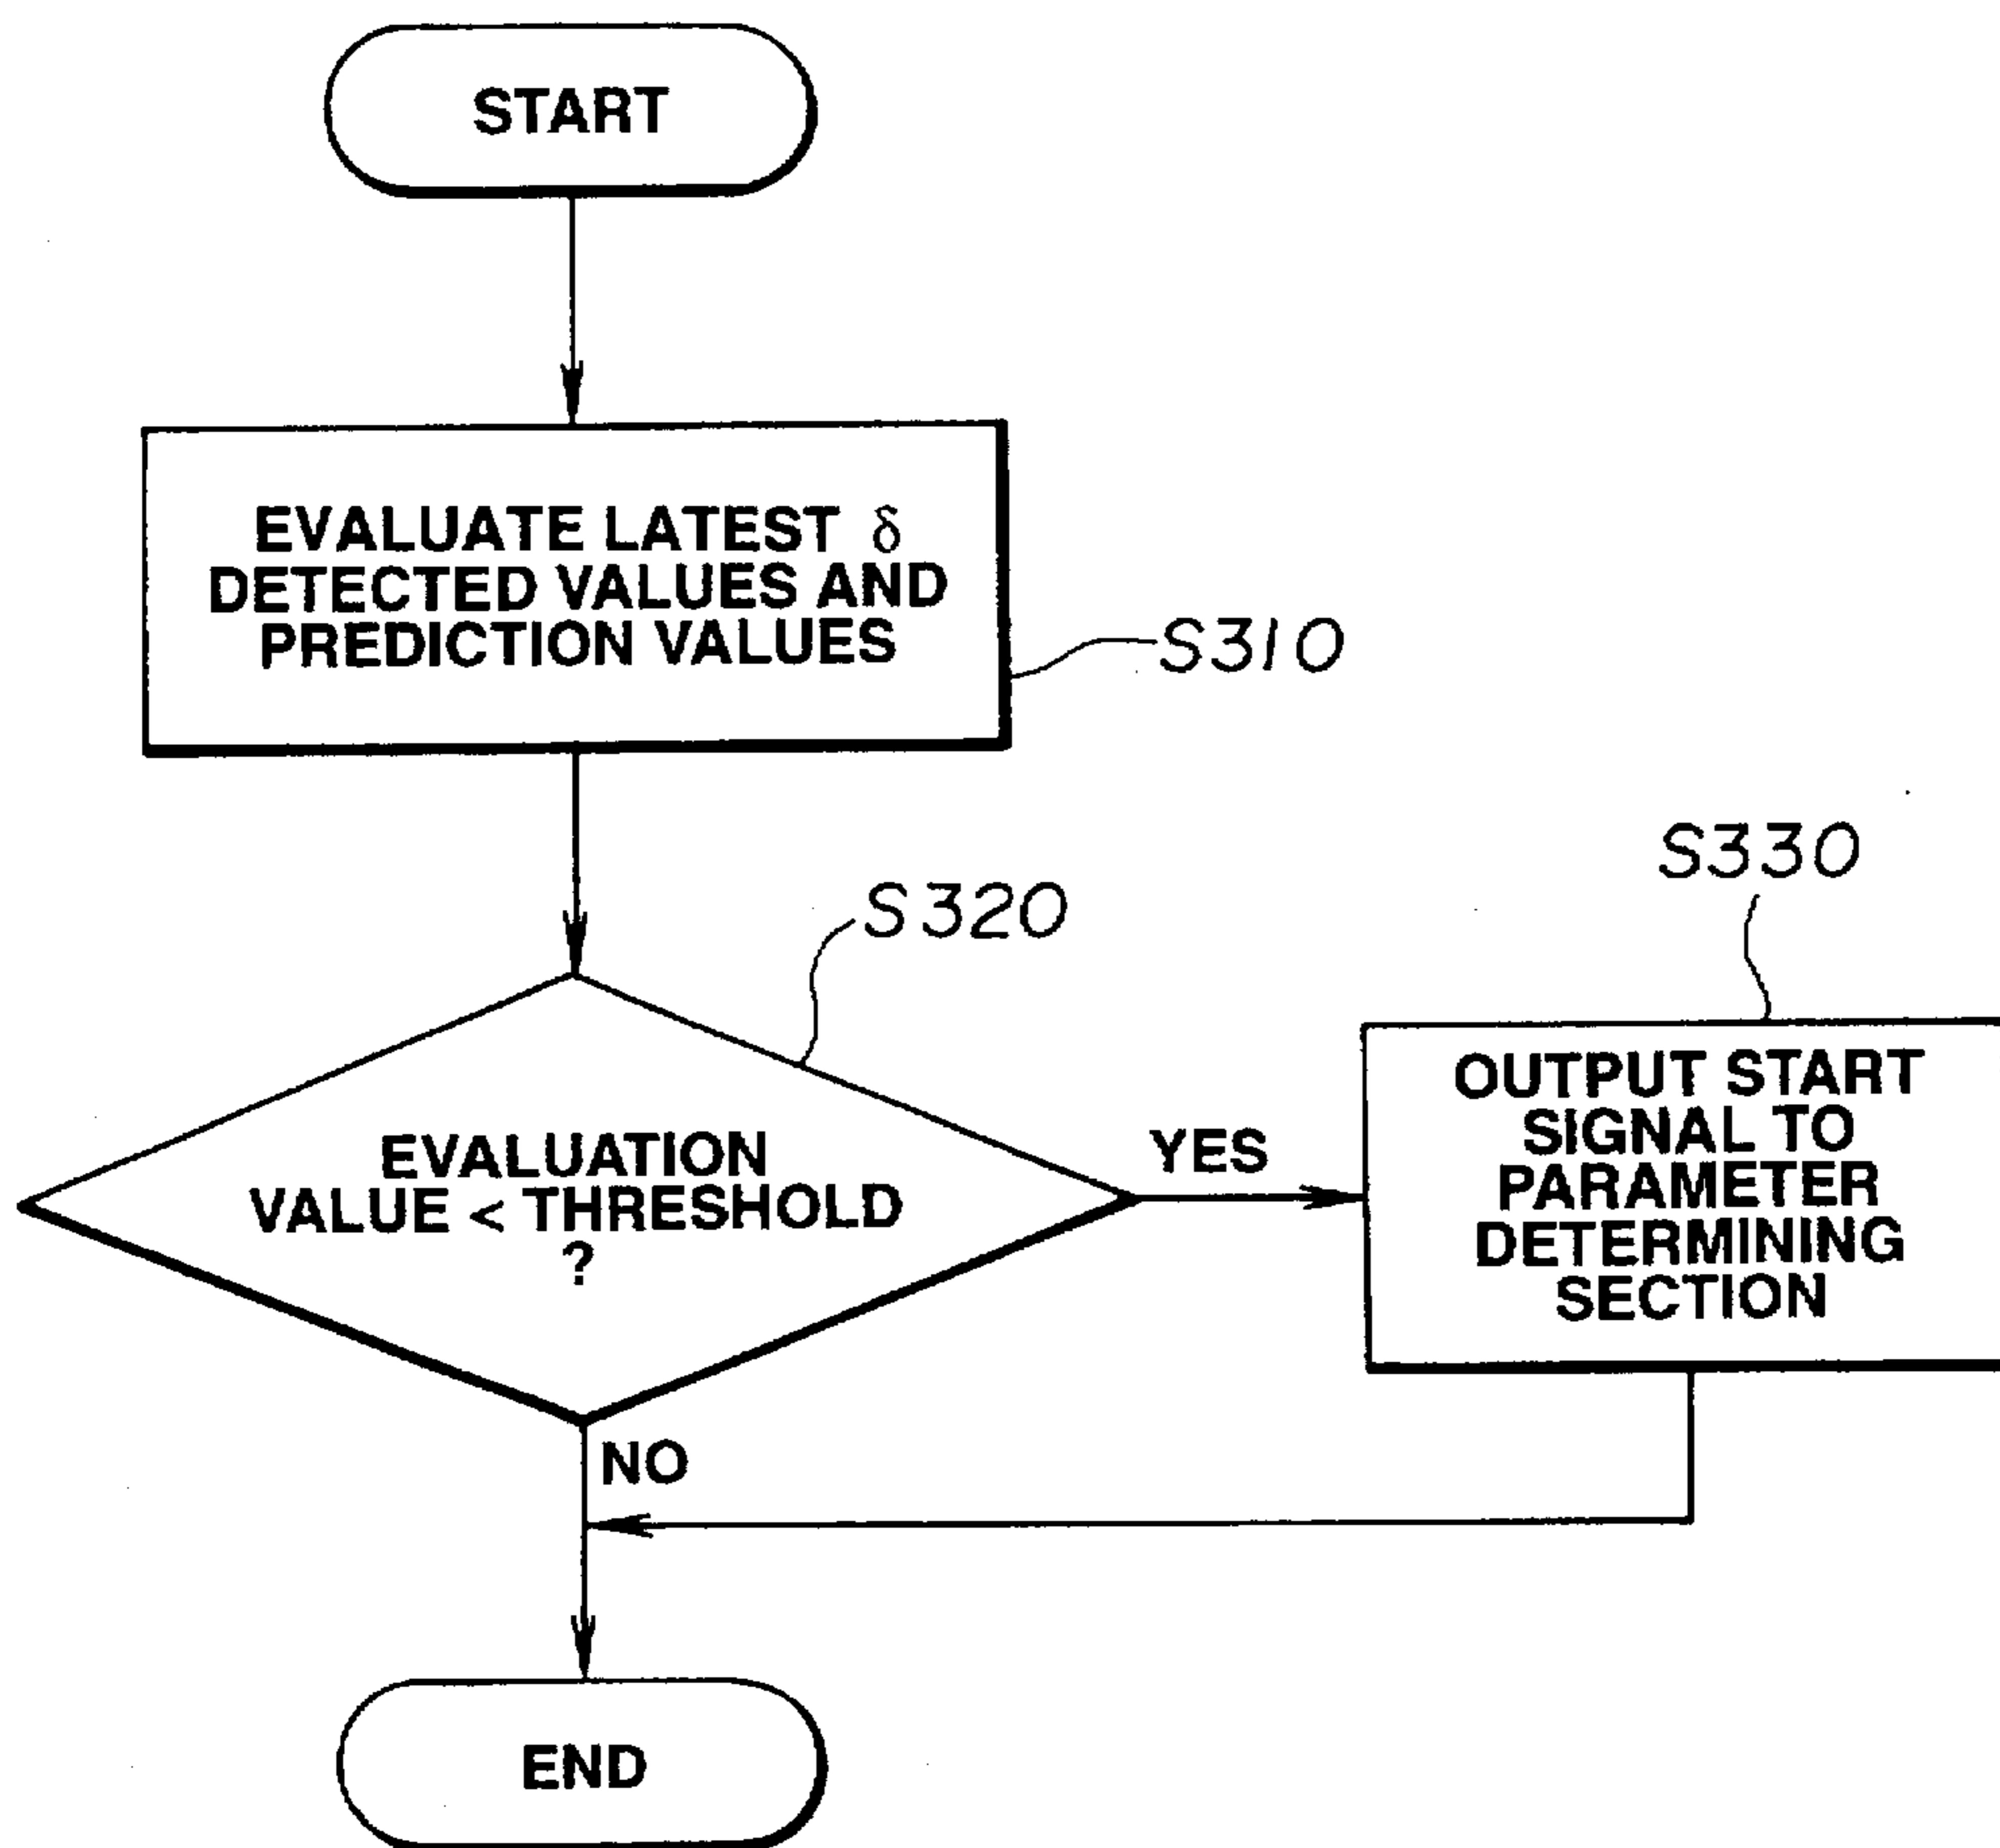 START
EVALUATE LATEST δ
DETECTED VALUES AND
PREDICTION VALUES
S310
S320
EVALUATION
VALUE < THRESHOLD
?
YES
S330
OUTPUT START
SIGNAL TO
PARAMETER
DETERMINING
SECTION
NO
END